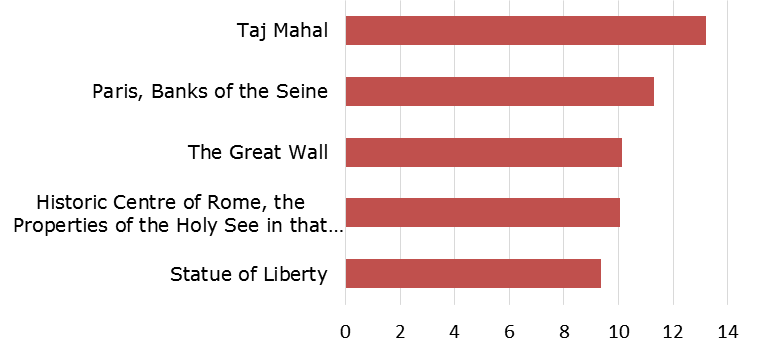 Taj Mahal
Paris, Banks of the Seine
The Great Wall
Historic Centre of Rome, the
Properties of the Holy See in that...
Statue of Liberty
0 2 4 6 8 10 12 14